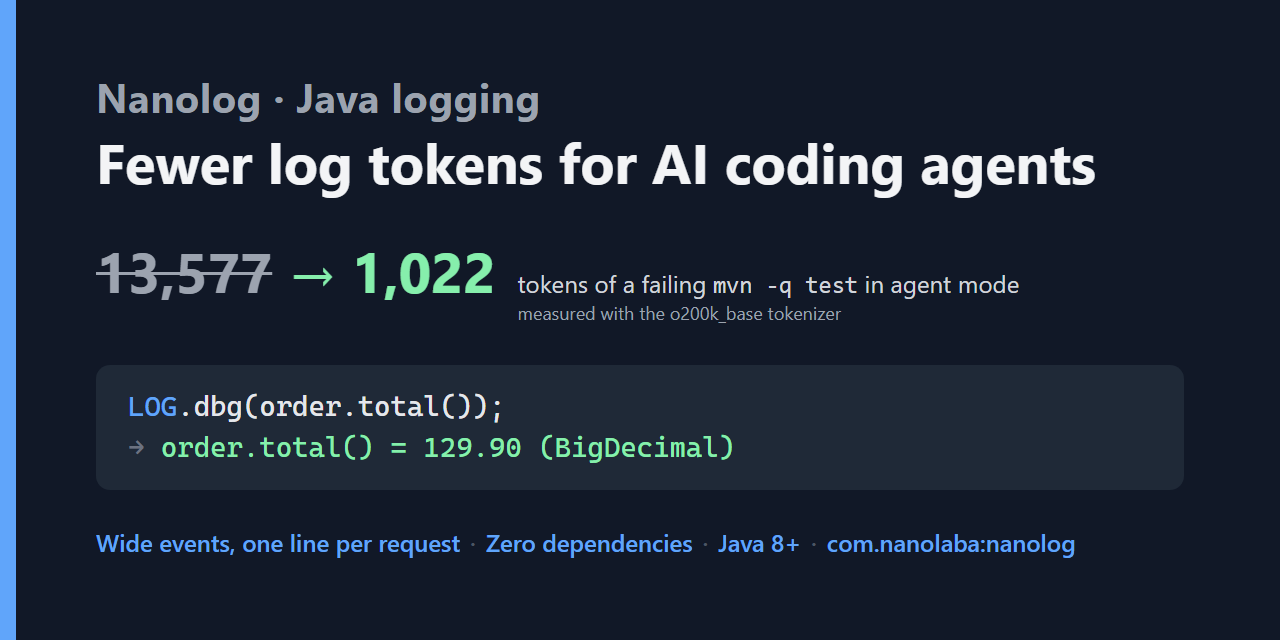 Nanolog · Java logging
Fewer log tokens for AI coding agents
13,577 → 1,022 tokens of a failing mvn -q test in agent mode
measured with the o200k_base tokenizer
LOG.dbg(order.total());
→ order.total() = 129.90 (BigDecimal)
Wide events, one line per request · Zero dependencies · Java 8+ · com.nanolaba:nanolog